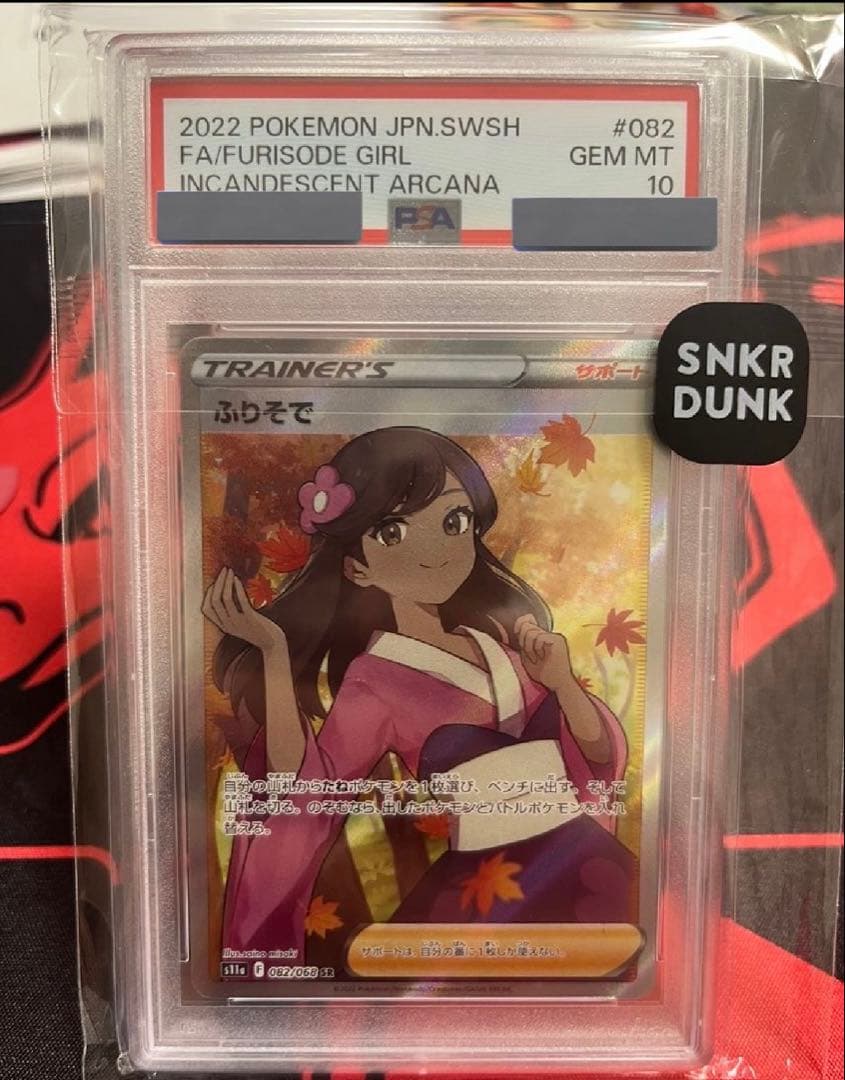 2022 POKEMON JPN.SWSH #082
FA/FURISODE GIRL GEM MT
INCANDESCENT ARCANA 10
PSA
SNKR
DUNK
TRAINER'S サポート
ふりそで
自分の山札からたねポケモンを1枚選び、ベンチに出す。そして
山札を切る。のぞむなら、出したポケモンとバトルポケモンを入れ
替える。
サポートは、自分の番に1枚しか使えない。
Illus. saino misaki
s11a F 082/068 SR